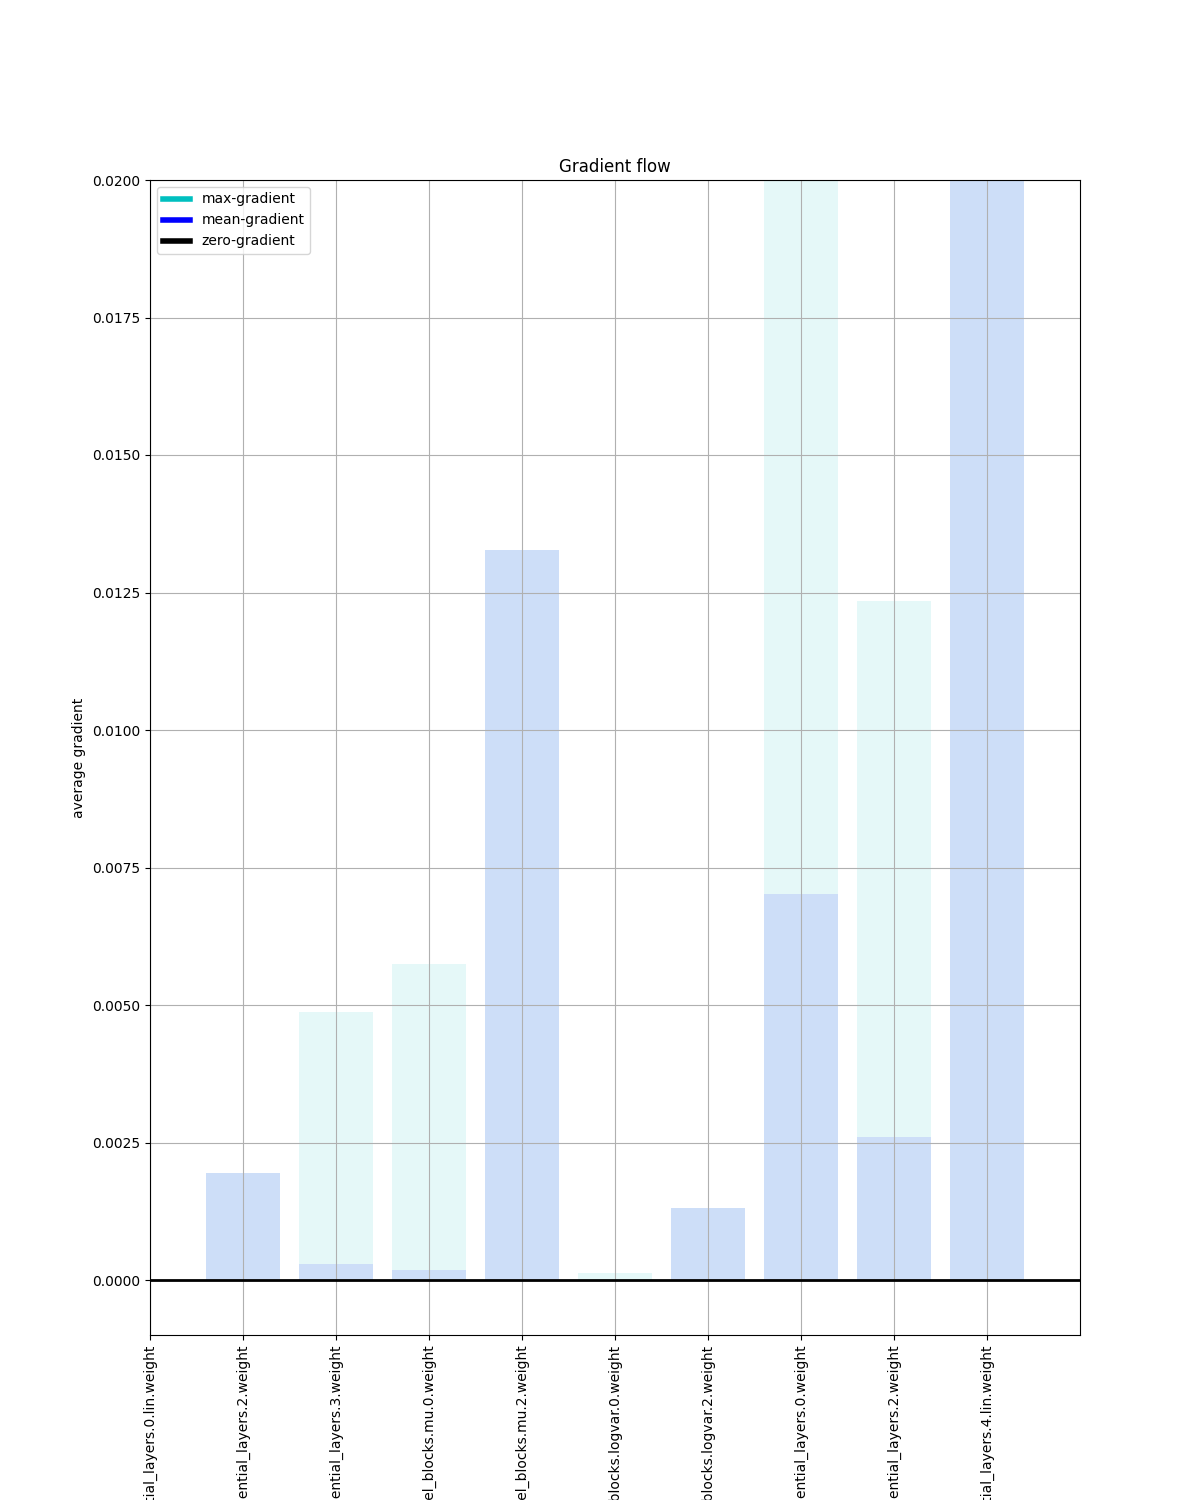 Gradient flow
max-gradient
mean-gradient
zero-gradient
0.0200
0.0175
0.0150
0.0125
0.0100
0.0075
0.0050
0.0025
0.0000
average gradient
tial_layers.0.lin.weight
ential_layers.2.weight
ential_layers.3.weight
el_blocks.mu.0.weight
el_blocks.mu.2.weight
blocks.logvar.0.weight
blocks.logvar.2.weight
ential_layers.0.weight
ential_layers.2.weight
tial_layers.4.lin.weight